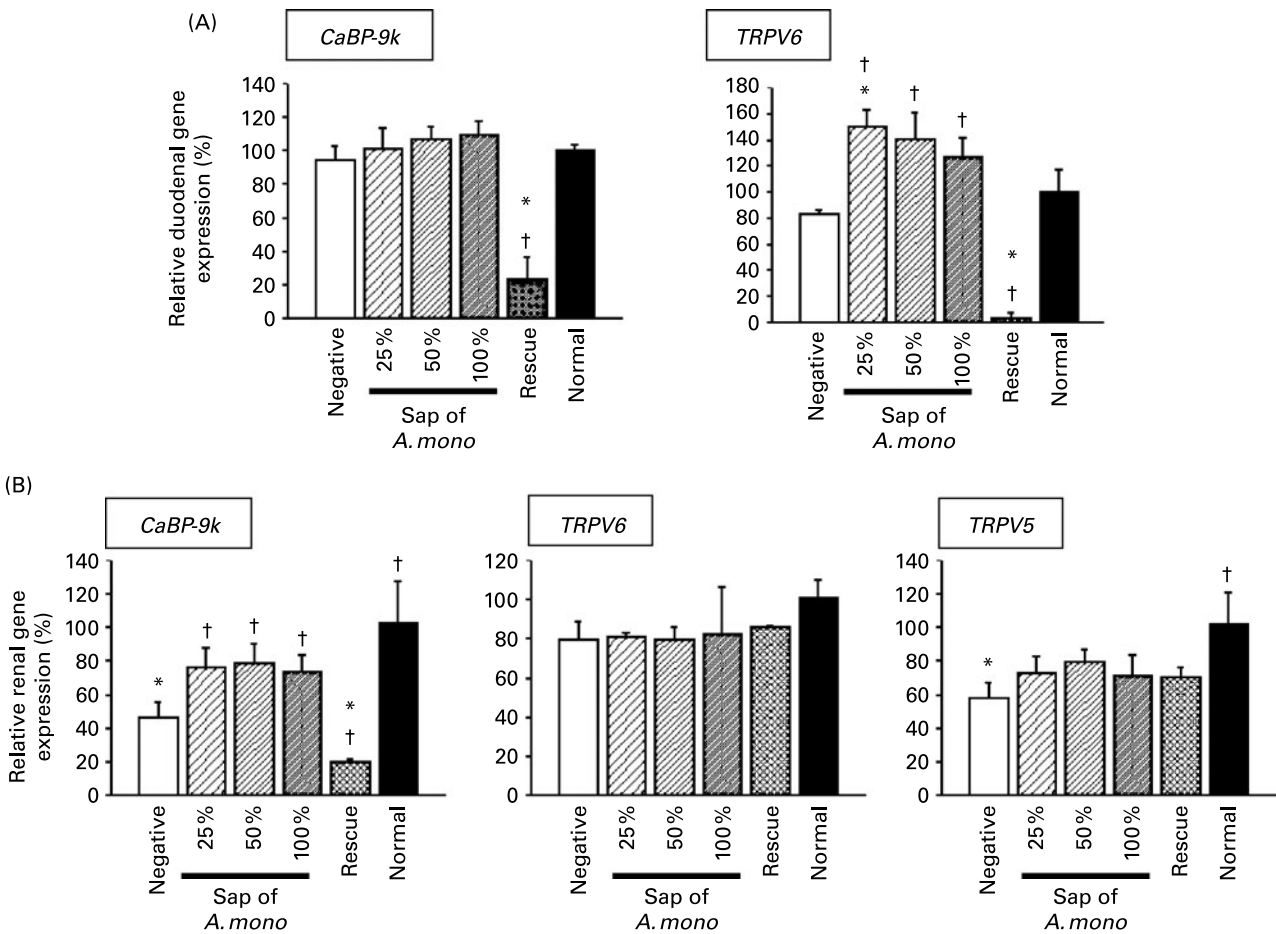 (A)
CaBP-9k
TRPV6
Relative duodenal gene
expression (%)
140
120
100
80
60
40
20
0
†
*
†
Negative
25 %
50 %
100 %
Rescue
Normal
Sap of
A. mono
180
160
140
120
100
80
60
40
20
0
†
*
†
†
*
†
Negative
25 %
50 %
100 %
Rescue
Normal
Sap of
A. mono
(B)
CaBP-9k
TRPV6
TRPV5
Relative renal gene
expression (%)
140
120
100
80
60
40
20
0
*
†
†
†
*
†
†
Negative
25 %
50 %
100 %
Rescue
Normal
Sap of
A. mono
120
100
80
60
40
20
0
Negative
25 %
50 %
100 %
Rescue
Normal
Sap of
A. mono
140
120
100
80
60
40
20
0
*
†
Negative
25 %
50 %
100 %
Rescue
Normal
Sap of
A. mono